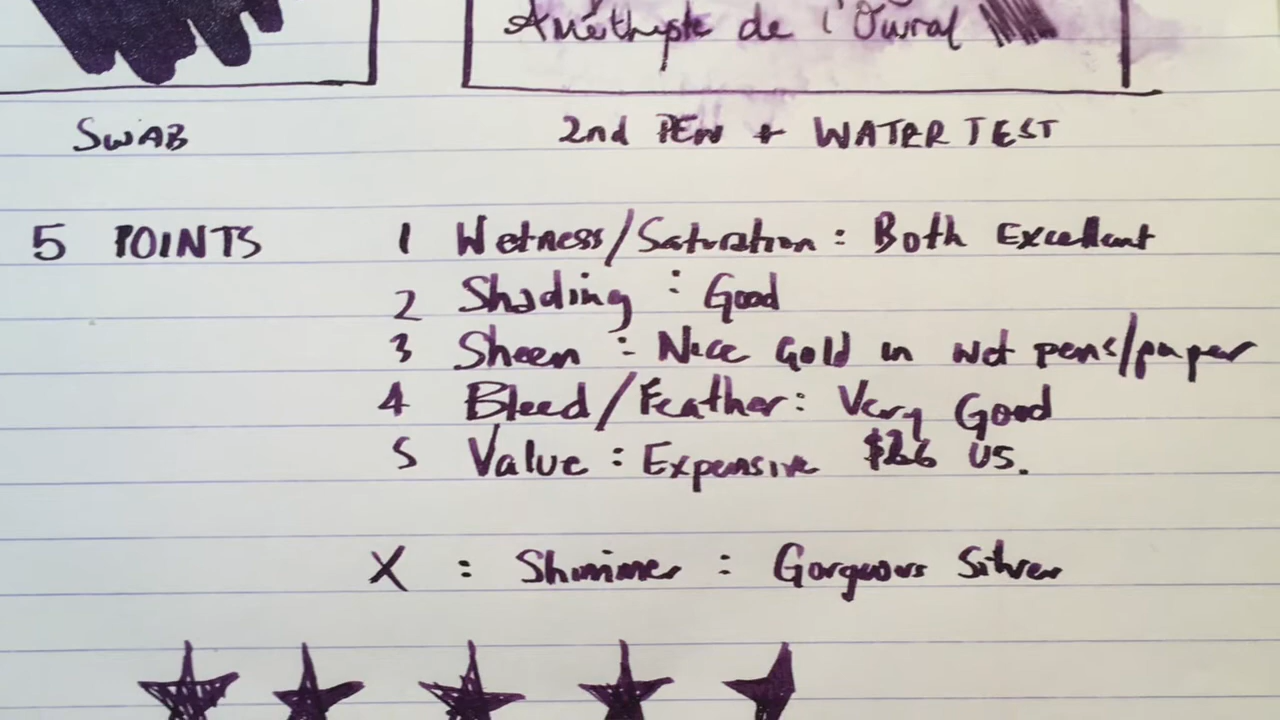 Améthyste de l'Oural
SWAB
2nd PEN + WATER TEST
5 POINTS 1 Wetness/Saturation : Both Excellent
2 Shading : Good
3 Sheen : Nice Gold in wet pens/paper
4 Bleed/Feather: Very Good
5 Value : Expensive $26 US.
X : Shimmer : Gorgeous Silver